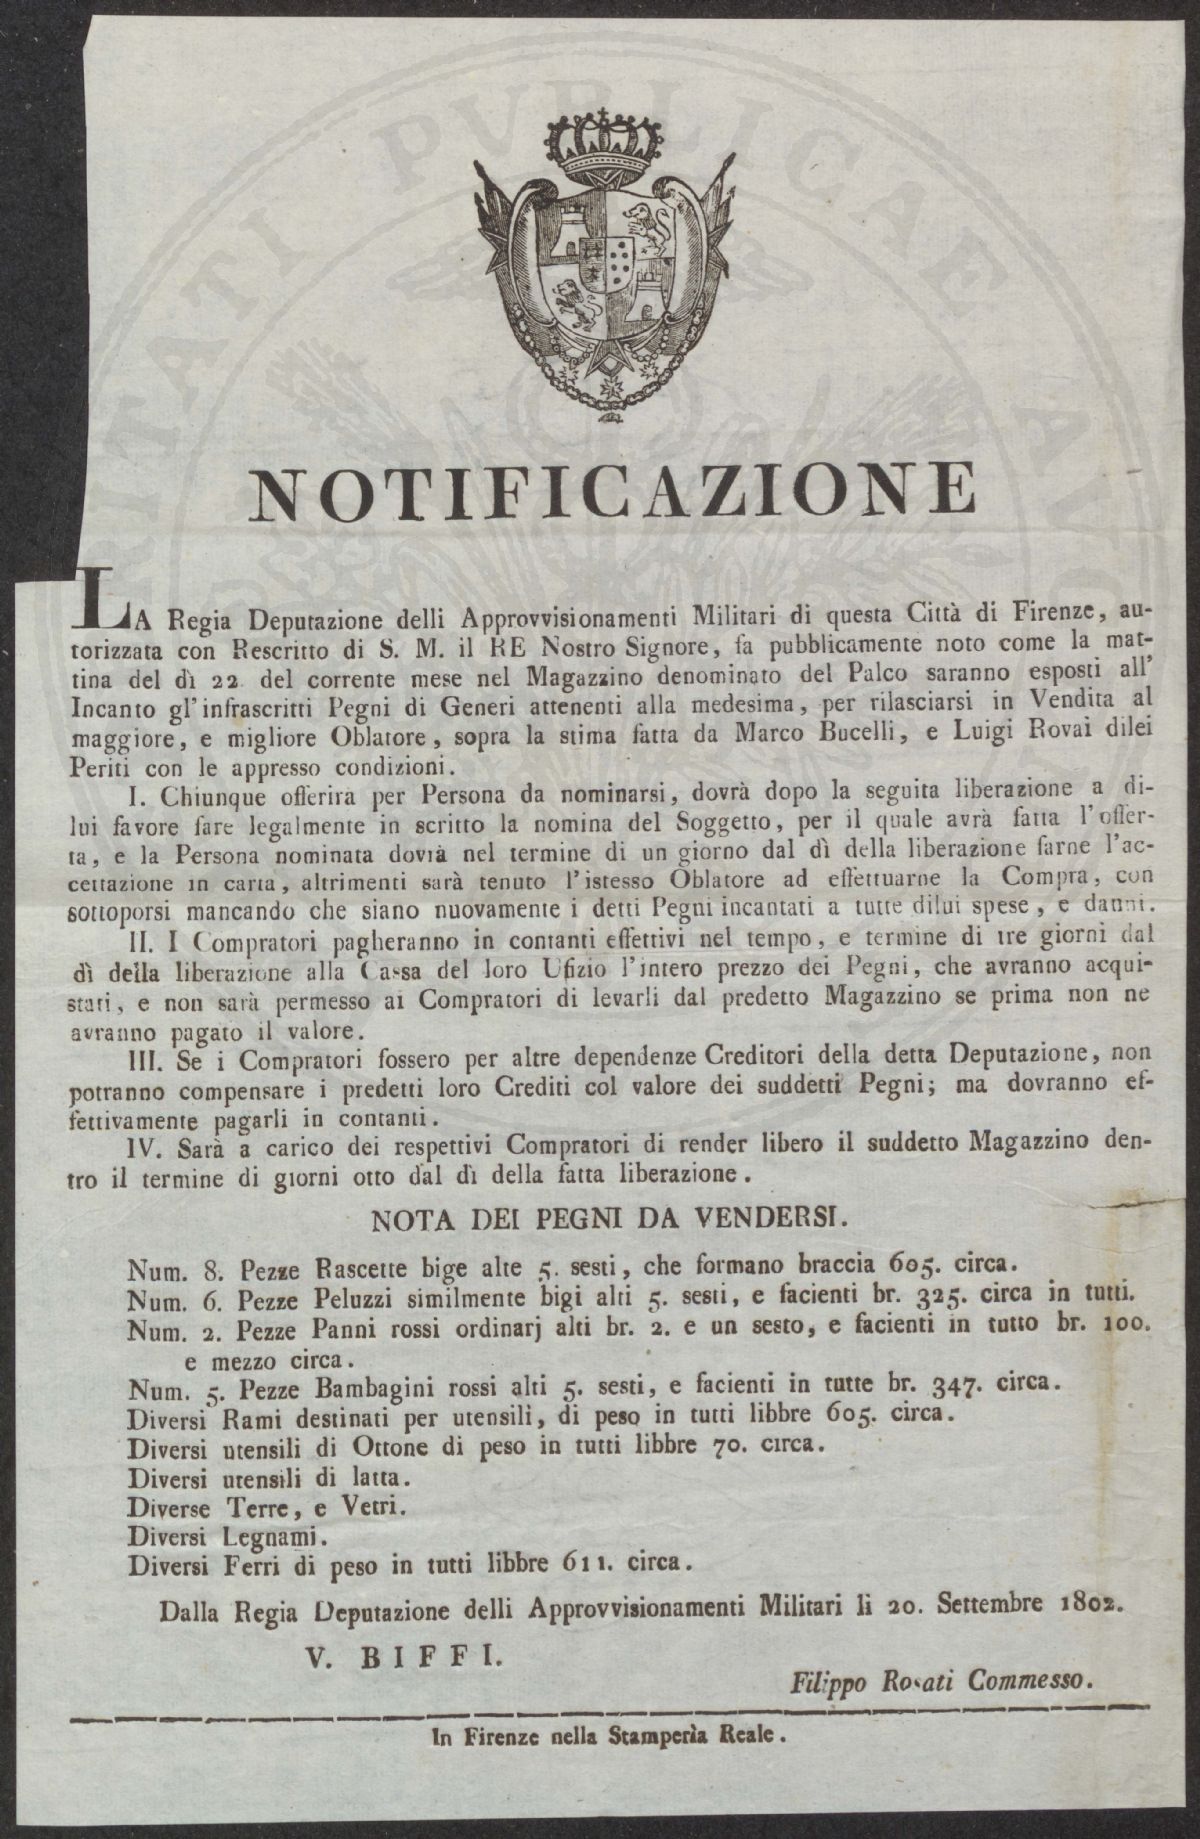 NOTIFICAZIONE
LA Regia Deputazione delli Approvvisionamenti Militari di questa Città di Firenze, au-
torizzata con Rescritto di S. M. il RE Nostro Signore, fa pubblicamente noto come la mat-
tina del dì 22 del corrente mese nel Magazzino denominato del Palco saranno esposti all'
Incanto gl'infrascritti Pegni di Generi attenenti alla medesima, per rilasciarsi in Vendita al
maggiore, e migliore Oblatore, sopra la stima fatta da Marco Bucelli, e Luigi Rovai dilei
Periti con le appresso condizioni.
I. Chiunque offerirà per Persona da nominarsi, dovrà dopo la seguita liberazione a di-
lui favore fare legalmente in scritto la nomina del Soggetto, per il quale avrà fatta l'offer-
ta, e la Persona nominata dovrà nel termine di un giorno dal dì della liberazione farne l'ac-
cettazione in carta, altrimenti sarà tenuto l'istesso Oblatore ad effettuarne la Compra, con
sottoporsi mancando che siano nuovamente i detti Pegni incantati a tutte dilui spese, e danni.
II. I Compratori pagheranno in contanti effettivi nel tempo, e termine di tre giorni dal
dì della liberazione alla Cassa del loro Ufizio l'intero prezzo dei Pegni, che avranno acqui-
stati, e non sarà permesso ai Compratori di levarli dal predetto Magazzino se prima non ne
avranno pagato il valore.
III. Se i Compratori fossero per altre dependenze Creditori della detta Deputazione, non
potranno compensare i predetti loro Crediti col valore dei suddetti Pegni; ma dovranno ef-
fettivamente pagarli in contanti.
IV. Sarà a carico dei respettivi Compratori di render libero il suddetto Magazzino den-
tro il termine di giorni otto dal dì della fatta liberazione.
NOTA DEI PEGNI DA VENDERSI.
Num. 8. Pezze Rascette bige alte 5. sesti, che formano braccia 605. circa.
Num. 6. Pezze Peluzzi similmente bigi alti 5. sesti, e facienti br. 325. circa in tutti.
Num. 2. Pezze Panni rossi ordinarj alti br. 2. e un sesto, e facienti in tutto br. 100.
e mezzo circa.
Num. 5. Pezze Bambagini rossi alti 5. sesti, e facienti in tutte br. 347. circa.
Diversi Rami destinati per utensili, di peso in tutti libbre 605. circa.
Diversi utensili di Ottone di peso in tutti libbre 70. circa.
Diversi utensili di latta.
Diverse Terre, e Vetri.
Diversi Legnami.
Diversi Ferri di peso in tutti libbre 611. circa.
Dalla Regia Deputazione delli Approvvisionamenti Militari li 20. Settembre 1802.
V. BIFFI.
Filippo Rosati Commesso.
In Firenze nella Stamperìa Reale.